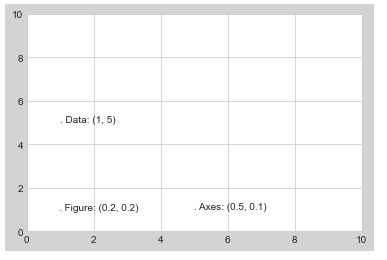 10
8
6
. Data: (1, 5)
4
2
. Figure: (0.2, 0.2) . Axes: (0.5, 0.1)
0
0 2 4 6 8 10